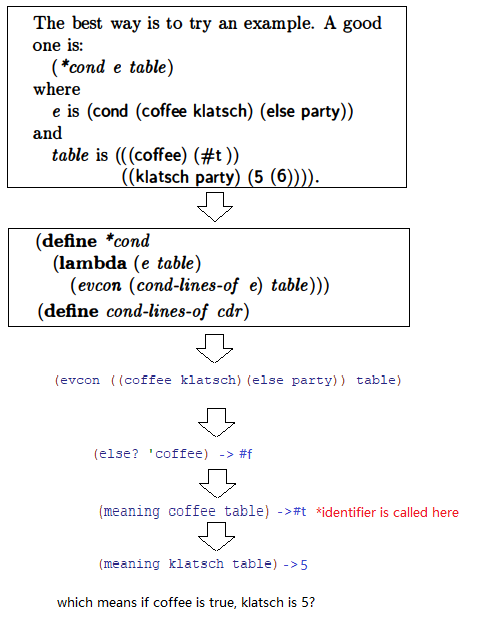 The best way is to try an example. A good
one is:
(*cond e table)
where
e is (cond (coffee klatsch) (else party))
and
table is (((coffee) (#t ))
((klatsch party) (5 (6)))).
(define *cond
(lambda (e table)
(evcon (cond-lines-of e) table)))
(define cond-lines-of cdr)
(evcon ((coffee klatsch)(else party)) table)
(else? 'coffee) -> #f
(meaning coffee table) ->#t *identifier is called here
(meaning klatsch table) ->5
which means if coffee is true, klatsch is 5?